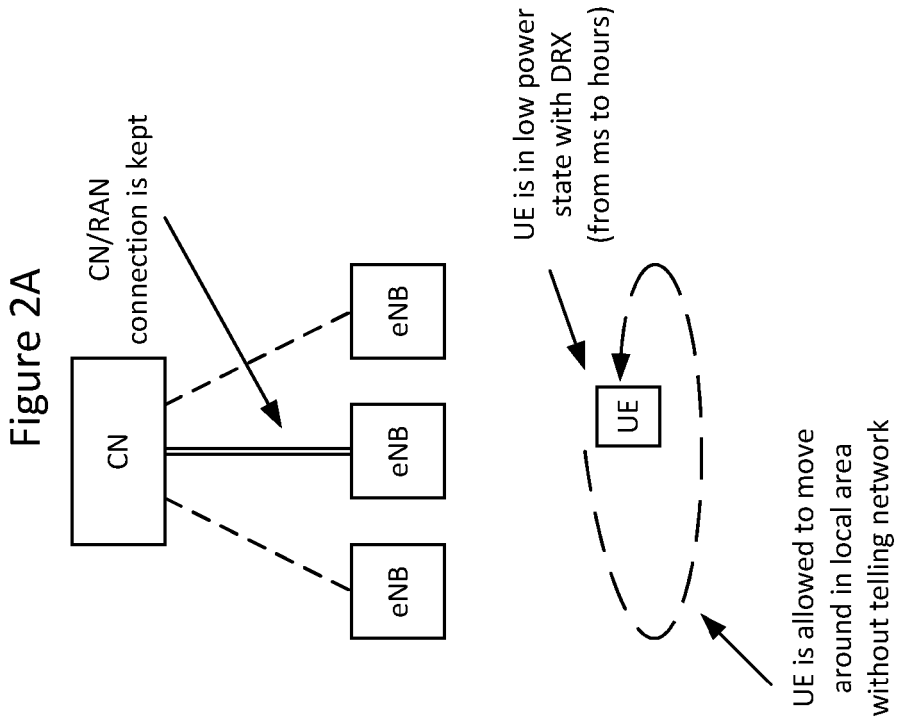 Figure 2A
CN
CN/RAN
connection is kept
eNB
eNB
eNB
UE
UE is in low power
state with DRX
(from ms to hours)
UE is allowed to move
around in local area
without telling network